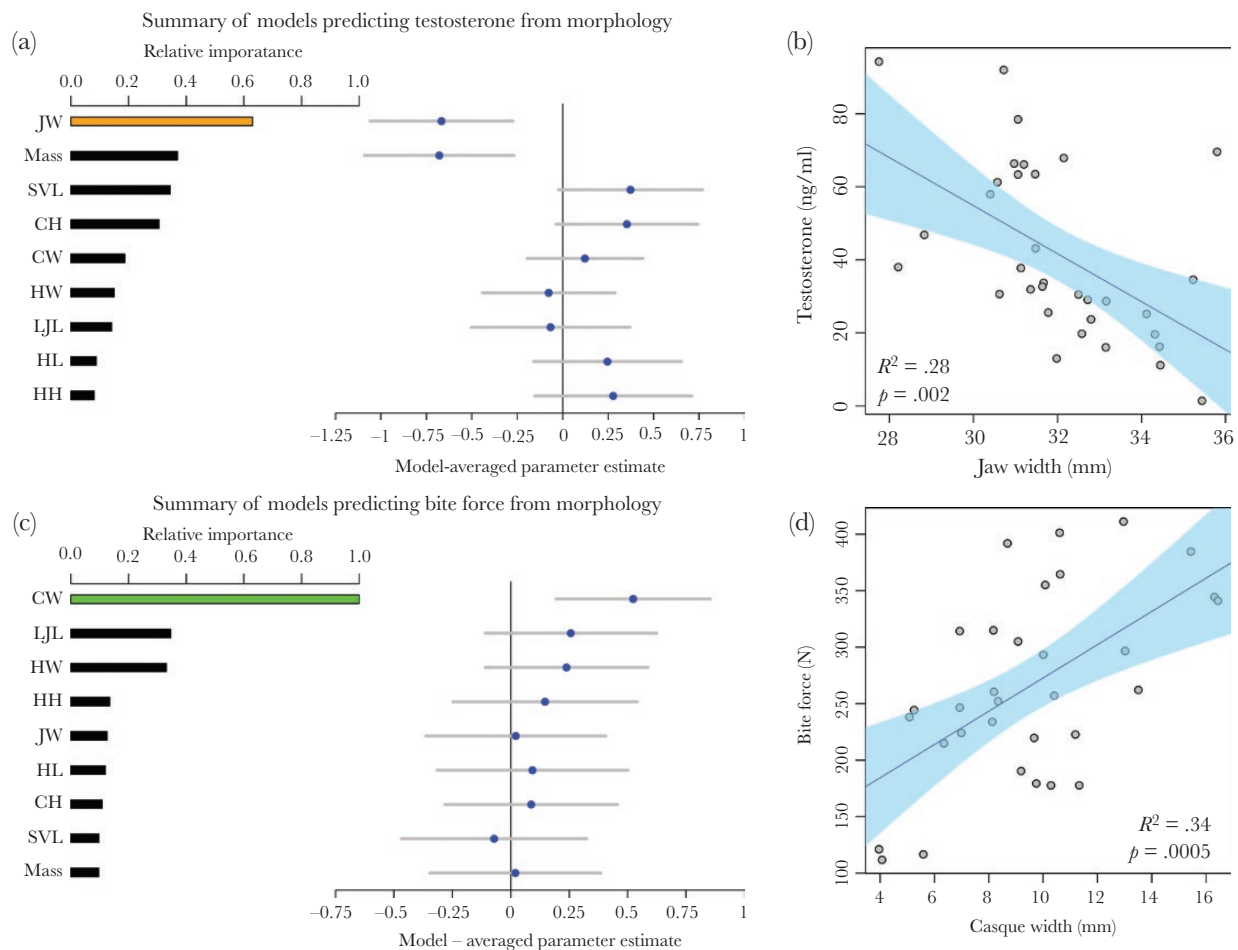 Summary of models predicting testosterone from morphology
(a)
Relative imporatance
0.0 0.2 0.4 0.6 0.8 1.0
JW
Mass
SVL
CH
CW
HW
LJL
HL
HH
−1.25 −1 −0.75 −0.5 −0.25 0 0.25 0.5 0.75 1
Model-averaged parameter estimate
(b)
Testosterone (ng/ml)
80
60
40
20
0
R² = .28
p = .002
28 30 32 34 36
Jaw width (mm)
Summary of models predicting bite force from morphology
(c)
Relative importance
0.0 0.2 0.4 0.6 0.8 1.0
CW
LJL
HW
HH
JW
HL
CH
SVL
Mass
−0.75 −0.5 −0.25 0 0.25 0.5 0.75 1
Model – averaged parameter estimate
(d)
Bite force (N)
400
350
300
250
200
150
100
R² = .34
p = .0005
4 6 8 10 12 14 16
Casque width (mm)